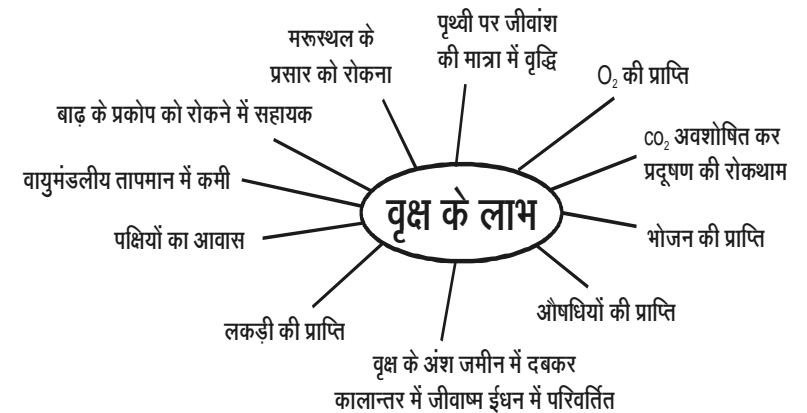 वृक्ष के लाभ
पृथ्वी पर जीवांश
की मात्रा में वृद्धि
O₂ की प्राप्ति
co₂ अवशोषित कर
प्रदूषण की रोकथाम
भोजन की प्राप्ति
औषधियों की प्राप्ति
वृक्ष के अंश जमीन में दबकर
कालान्तर में जीवाष्म ईधन में परिवर्तित
लकड़ी की प्राप्ति
पक्षियों का आवास
वायुमंडलीय तापमान में कमी
बाढ़ के प्रकोप को रोकने में सहायक
मरूस्थल के
प्रसार को रोकना